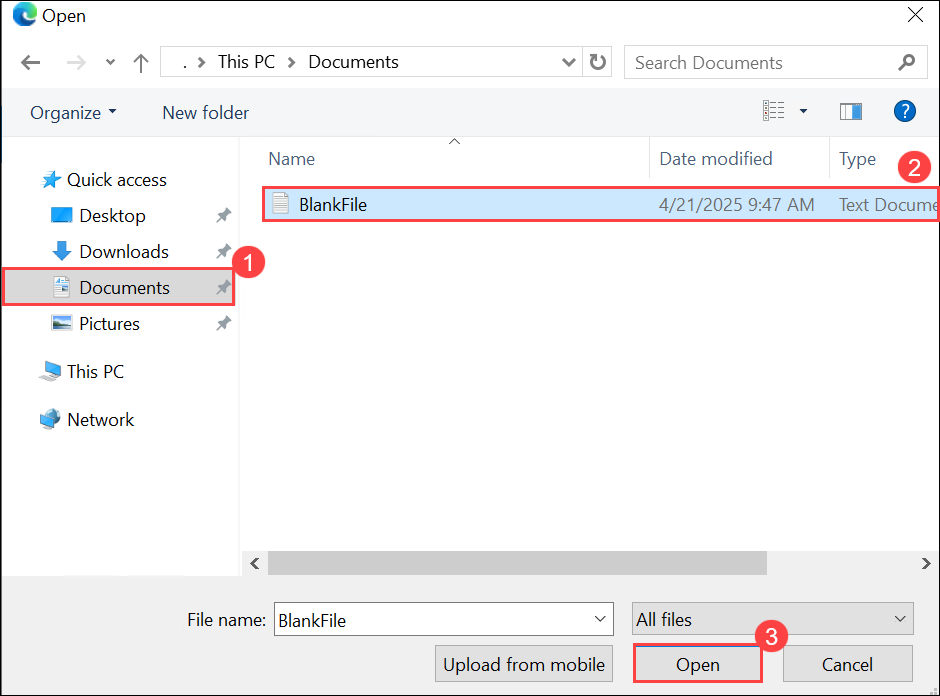 Open
. > This PC > Documents
Search Documents
Organize
New folder
?
Name
Date modified
Type
2
Quick access
BlankFile
4/21/2025 9:47 AM
Text Docume
Desktop
Downloads
1
Documents
Pictures
This PC
Network
File name:
BlankFile
All files
3
Upload from mobile
Open
Cancel